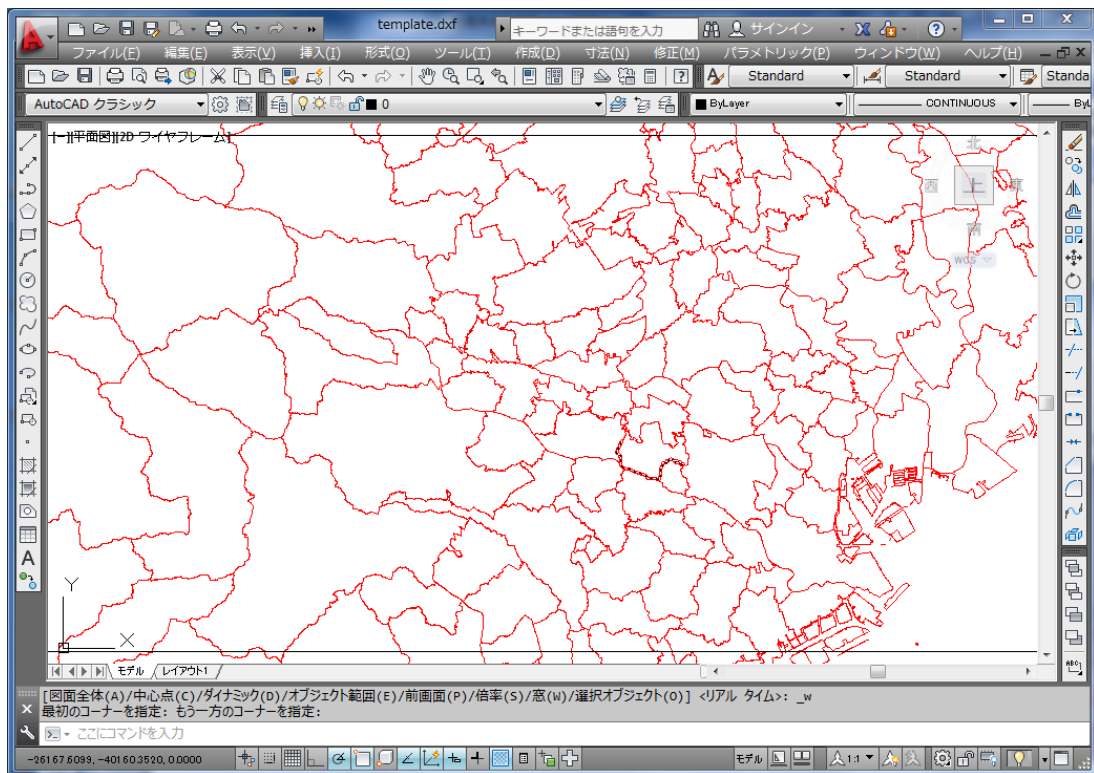 template.dxf
キーワードまたは語句を入力
サインイン
ファイル(F) 編集(E) 表示(V) 挿入(I) 形式(O) ツール(T) 作成(D) 寸法(N) 修正(M) パラメトリック(P) ウィンドウ(W) ヘルプ(H)
Standard Standard Standa
AutoCAD クラシック 0 ByLayer CONTINUOUS ByL
[−][平面図][2D ワイヤフレーム]
北
西 上 東
南
WCS
Y
X
A
ABC
モデル レイアウト1
[図面全体(A)/中心点(C)/ダイナミック(D)/オブジェクト範囲(E)/前画面(P)/倍率(S)/窓(W)/選択オブジェクト(O)] <リアル タイム>: _w
最初のコーナーを指定: もう一方のコーナーを指定:
ここにコマンドを入力
-26167.6099, -40160.3520, 0.0000 モデル 1:1